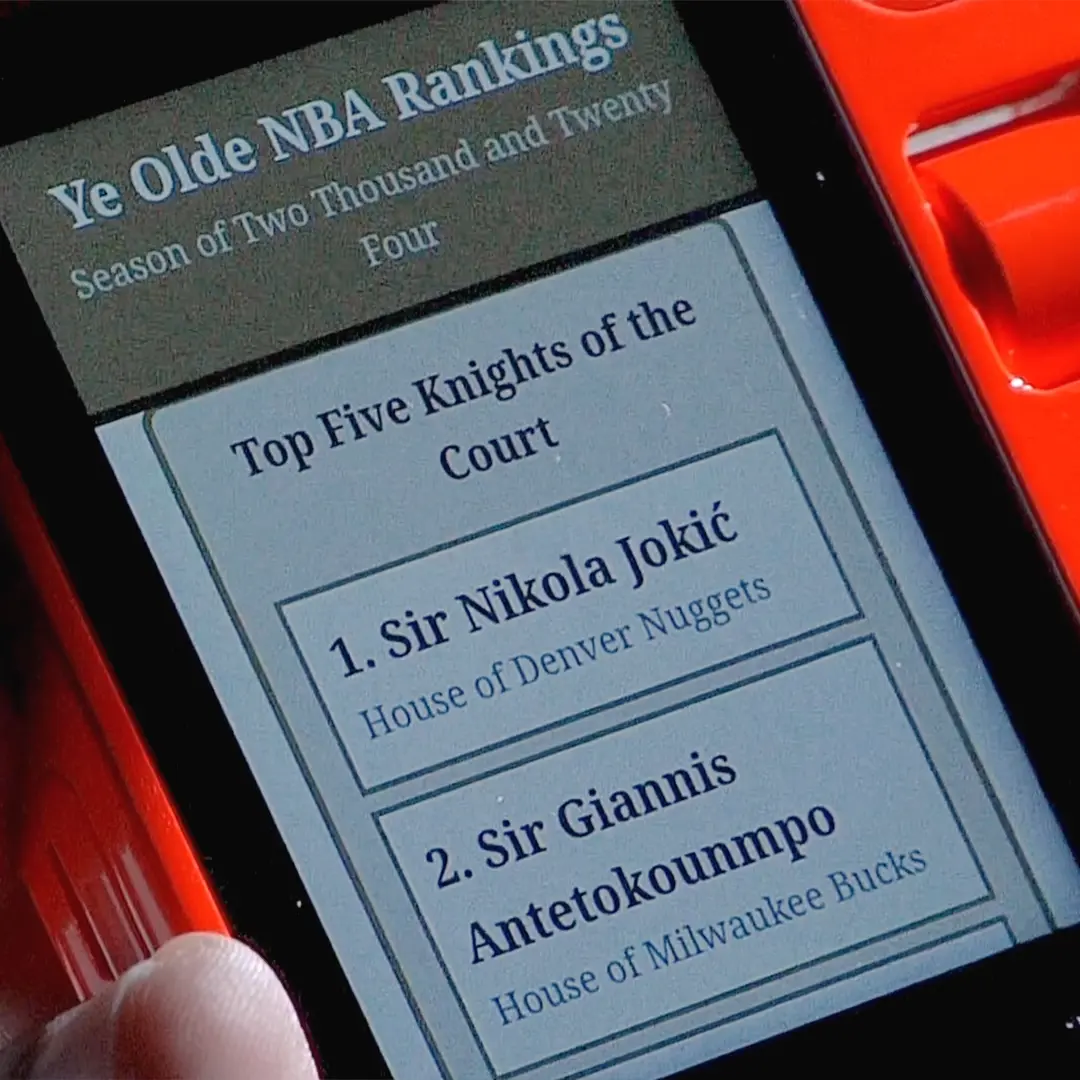 Ye Olde NBA Rankings
Season of Two Thousand and Twenty
Four
Top Five Knights of the
Court
1. Sir Nikola Jokić
House of Denver Nuggets
2. Sir Giannis
Antetokounmpo
House of Milwaukee Bucks